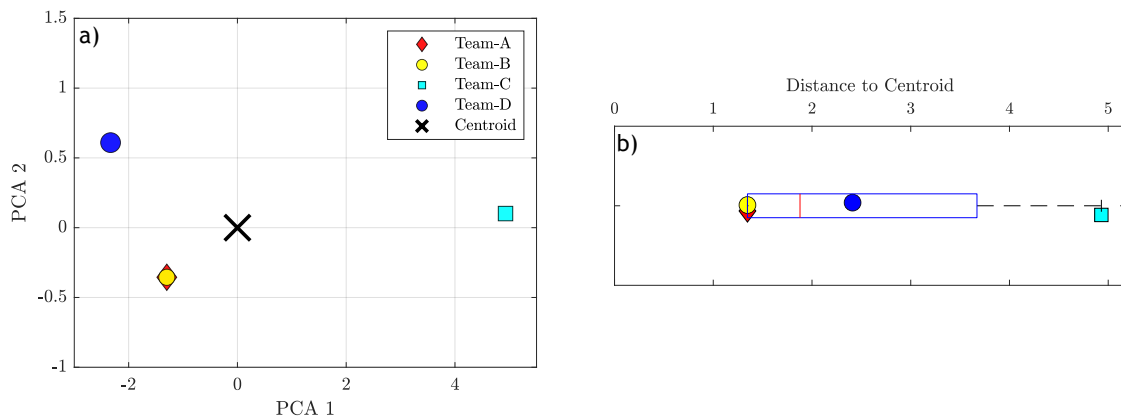 a)
1.5
1
0.5
0
-0.5
-1
PCA 2
-2
0
2
4
PCA 1
Team-A
Team-B
Team-C
Team-D
Centroid
Distance to Centroid
0
1
2
3
4
5
b)